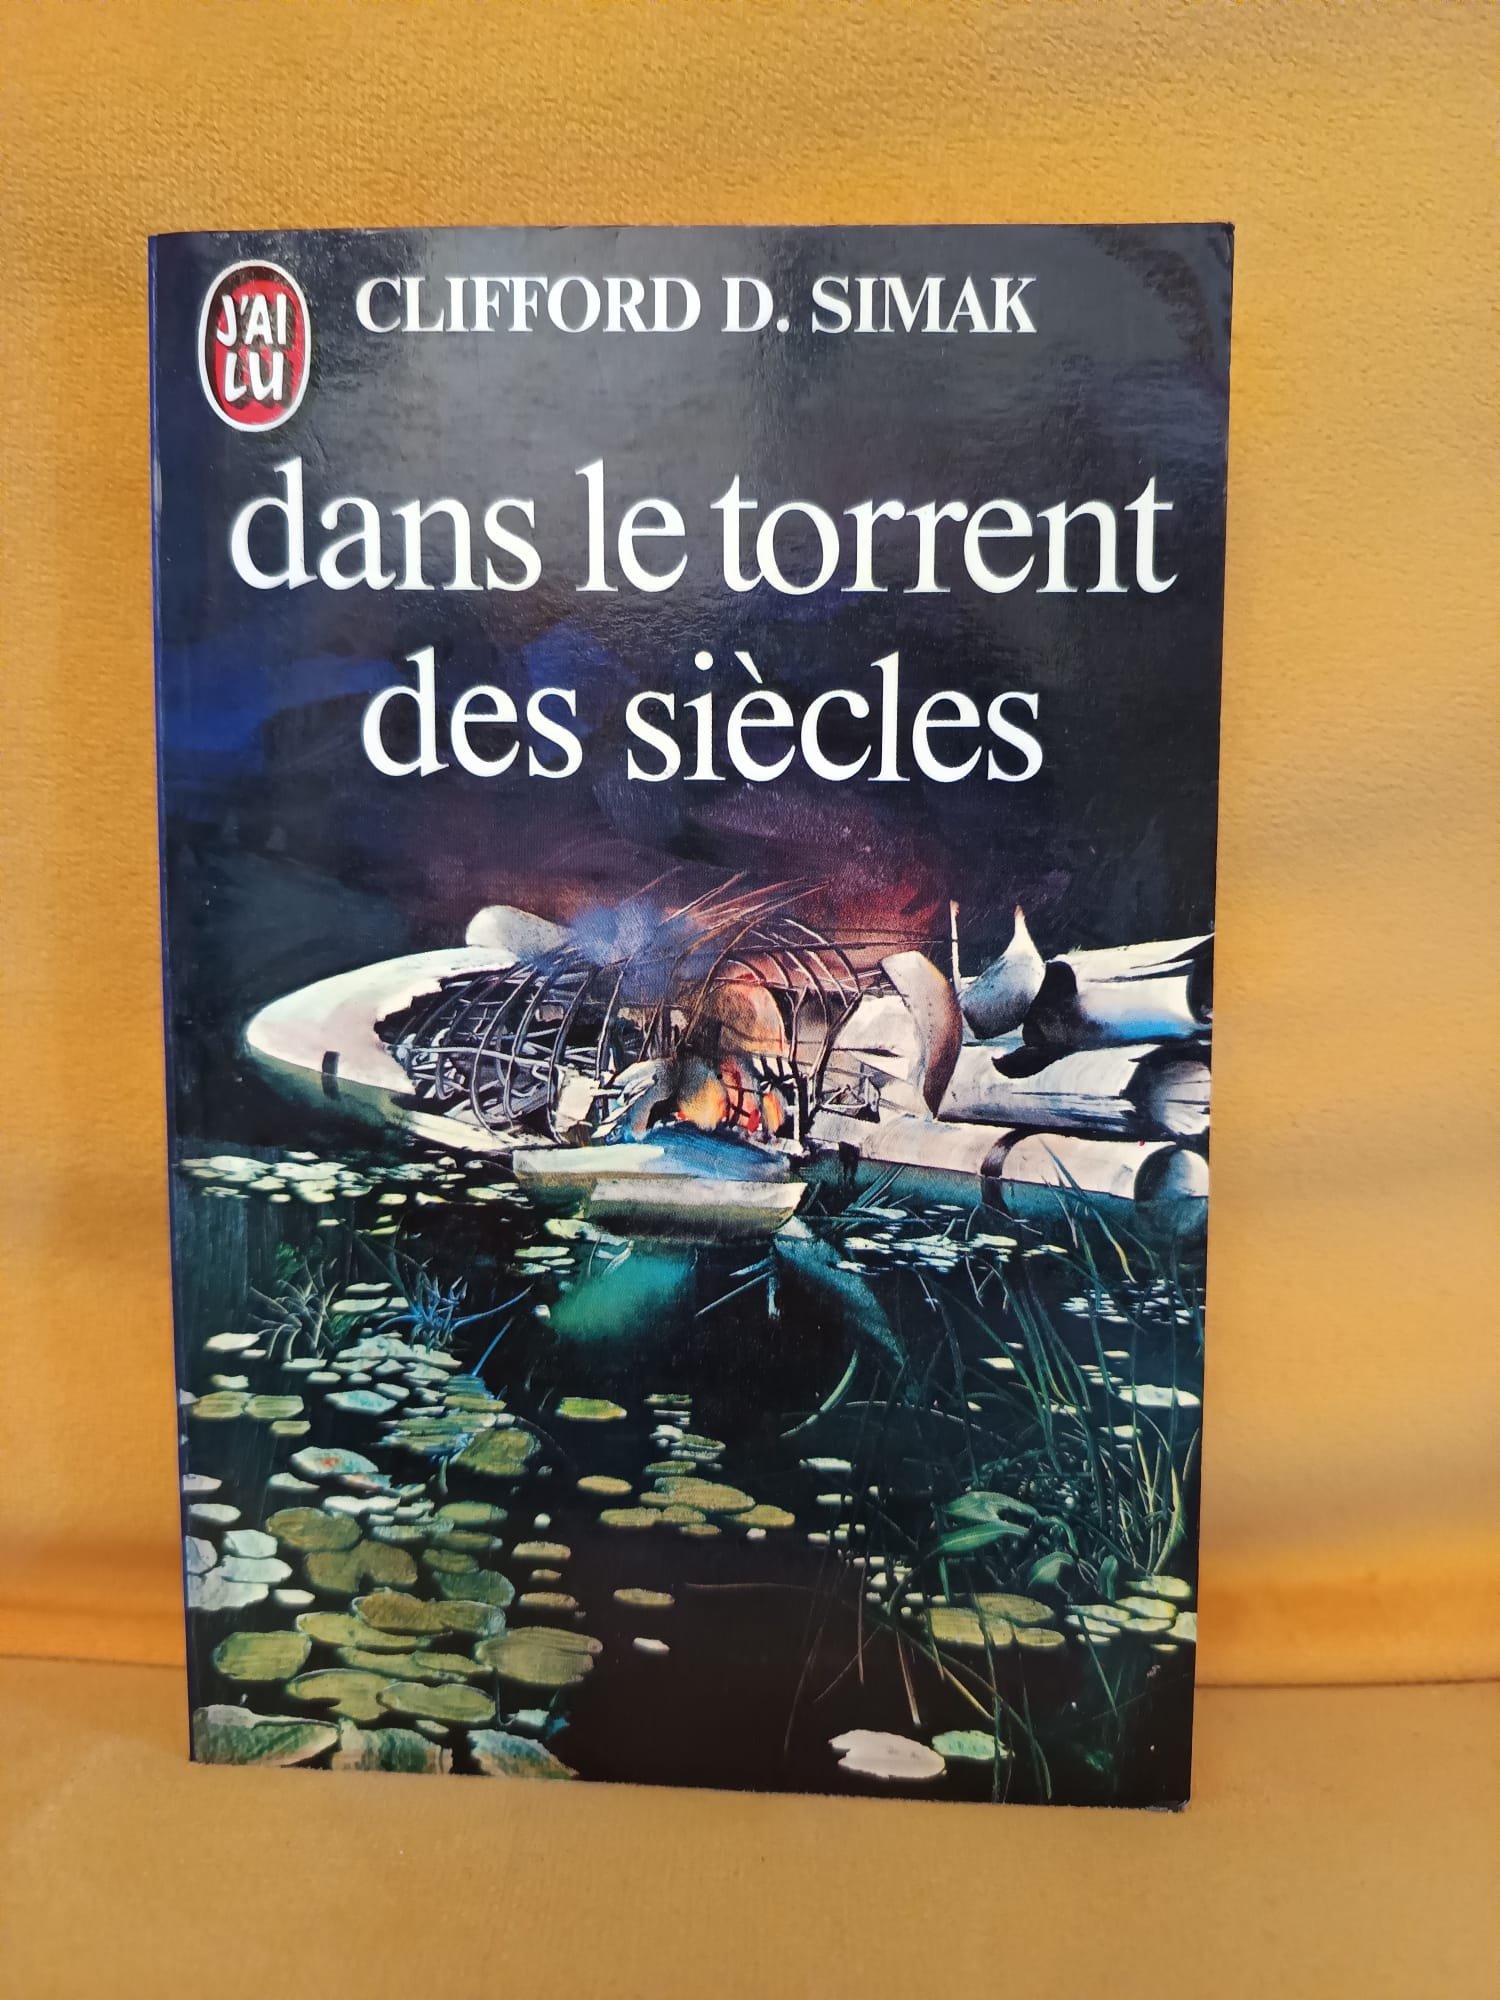 J'AI
LU
CLIFFORD D. SIMAK
dans le torrent
des siècles